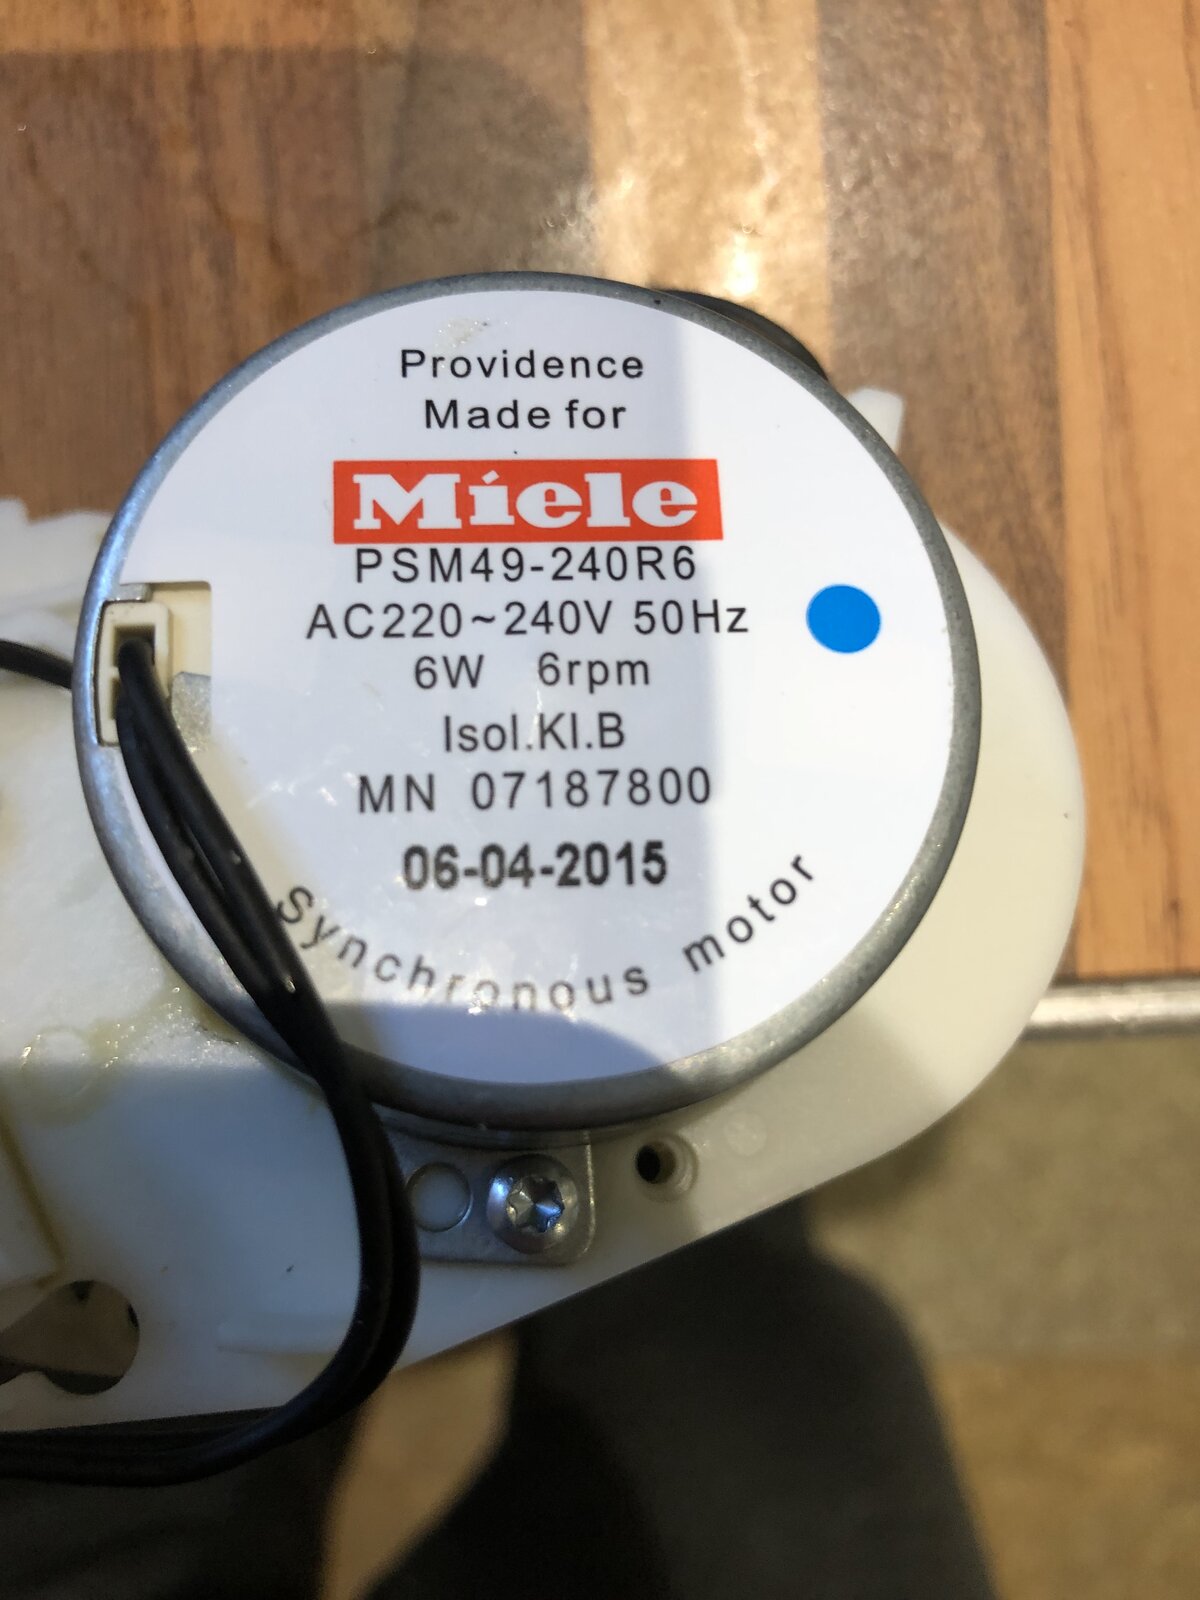 Providence
Made for
Miele
PSM49-240R6
AC220~240V 50Hz
6W 6rpm
Isol.Kl.B
MN 07187800
06-04-2015
Synchronous motor